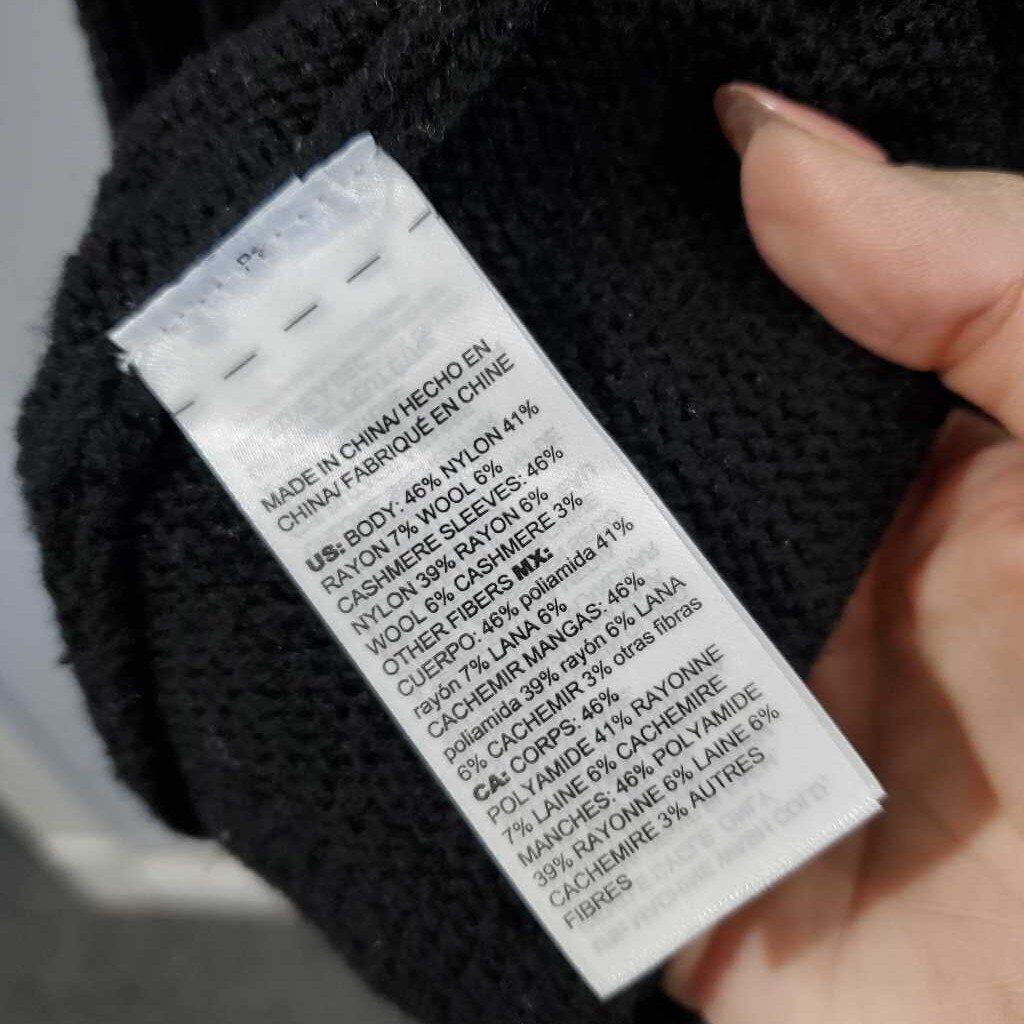 MADE IN CHINA/ HECHO EN
CHINA/ FABRIQUÉ EN CHINE
US: BODY: 46% NYLON 41%
RAYON 7% WOOL 6%
CASHMERE SLEEVES: 46%
NYLON 39% RAYON 6%
WOOL 6% CASHMERE 3%
OTHER FIBERS MX:
CUERPO: 46% poliamida 41%
rayón 7% LANA 6%
CACHEMIR MANGAS: 46%
poliamida 39% rayón 6% LANA
6% CACHEMIR 3% otras fibras
CA: CORPS: 46%
POLYAMIDE 41% RAYONNE
7% LAINE 6% CACHEMIRE
MANCHES: 46% POLYAMIDE
39% RAYONNE 6% LAINE 6%
CACHEMIRE 3% AUTRES
FIBRES